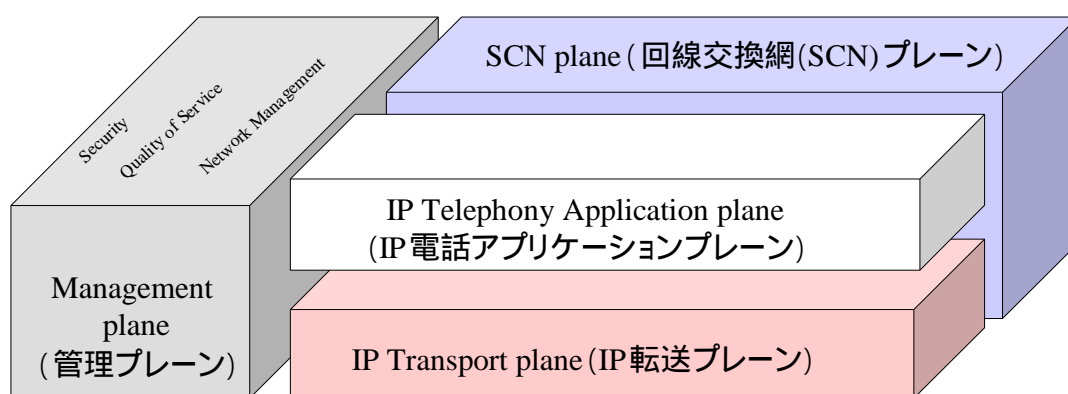 SCN plane(回線交換網(SCN)プレーン)
Security
Quality of Service
Network Management
IP Telephony Application plane
(IP電話アプリケーションプレーン)
Management
plane
(管理プレーン)
IP Transport plane(IP転送プレーン)